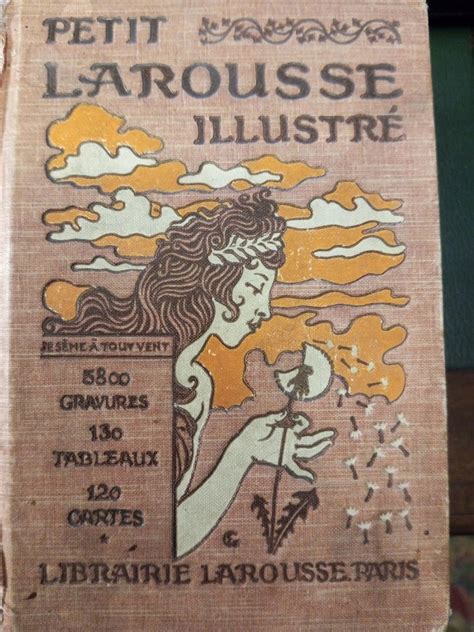 PETIT
LAROUSSE
ILLUSTRÉ
JE SÈME À TOUT VENT
5800
GRAVURES
130
TABLEAUX
120
CARTES
*
LIBRAIRIE LAROUSSE. PARIS